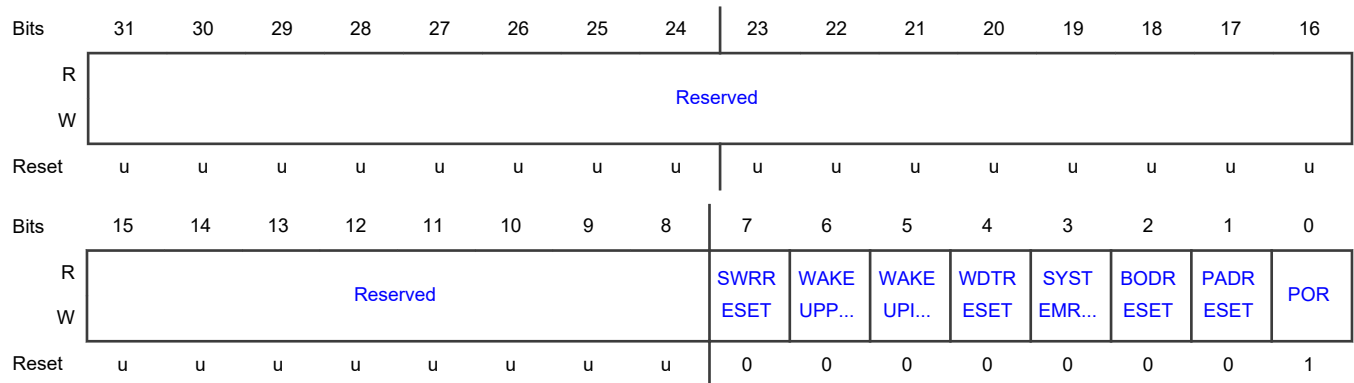 Bits 31 30 29 28 27 26 25 24 23 22 21 20 19 18 17 16
R
Reserved
W
Reset u u u u u u u u u u u u u u u u
Bits 15 14 13 12 11 10 9 8 7 6 5 4 3 2 1 0
R SWRR WAKE WAKE WDTR SYST BODR PADR
Reserved POR
W ESET UPP... UPI... ESET EMR... ESET ESET
Reset u u u u u u u u 0 0 0 0 0 0 0 1